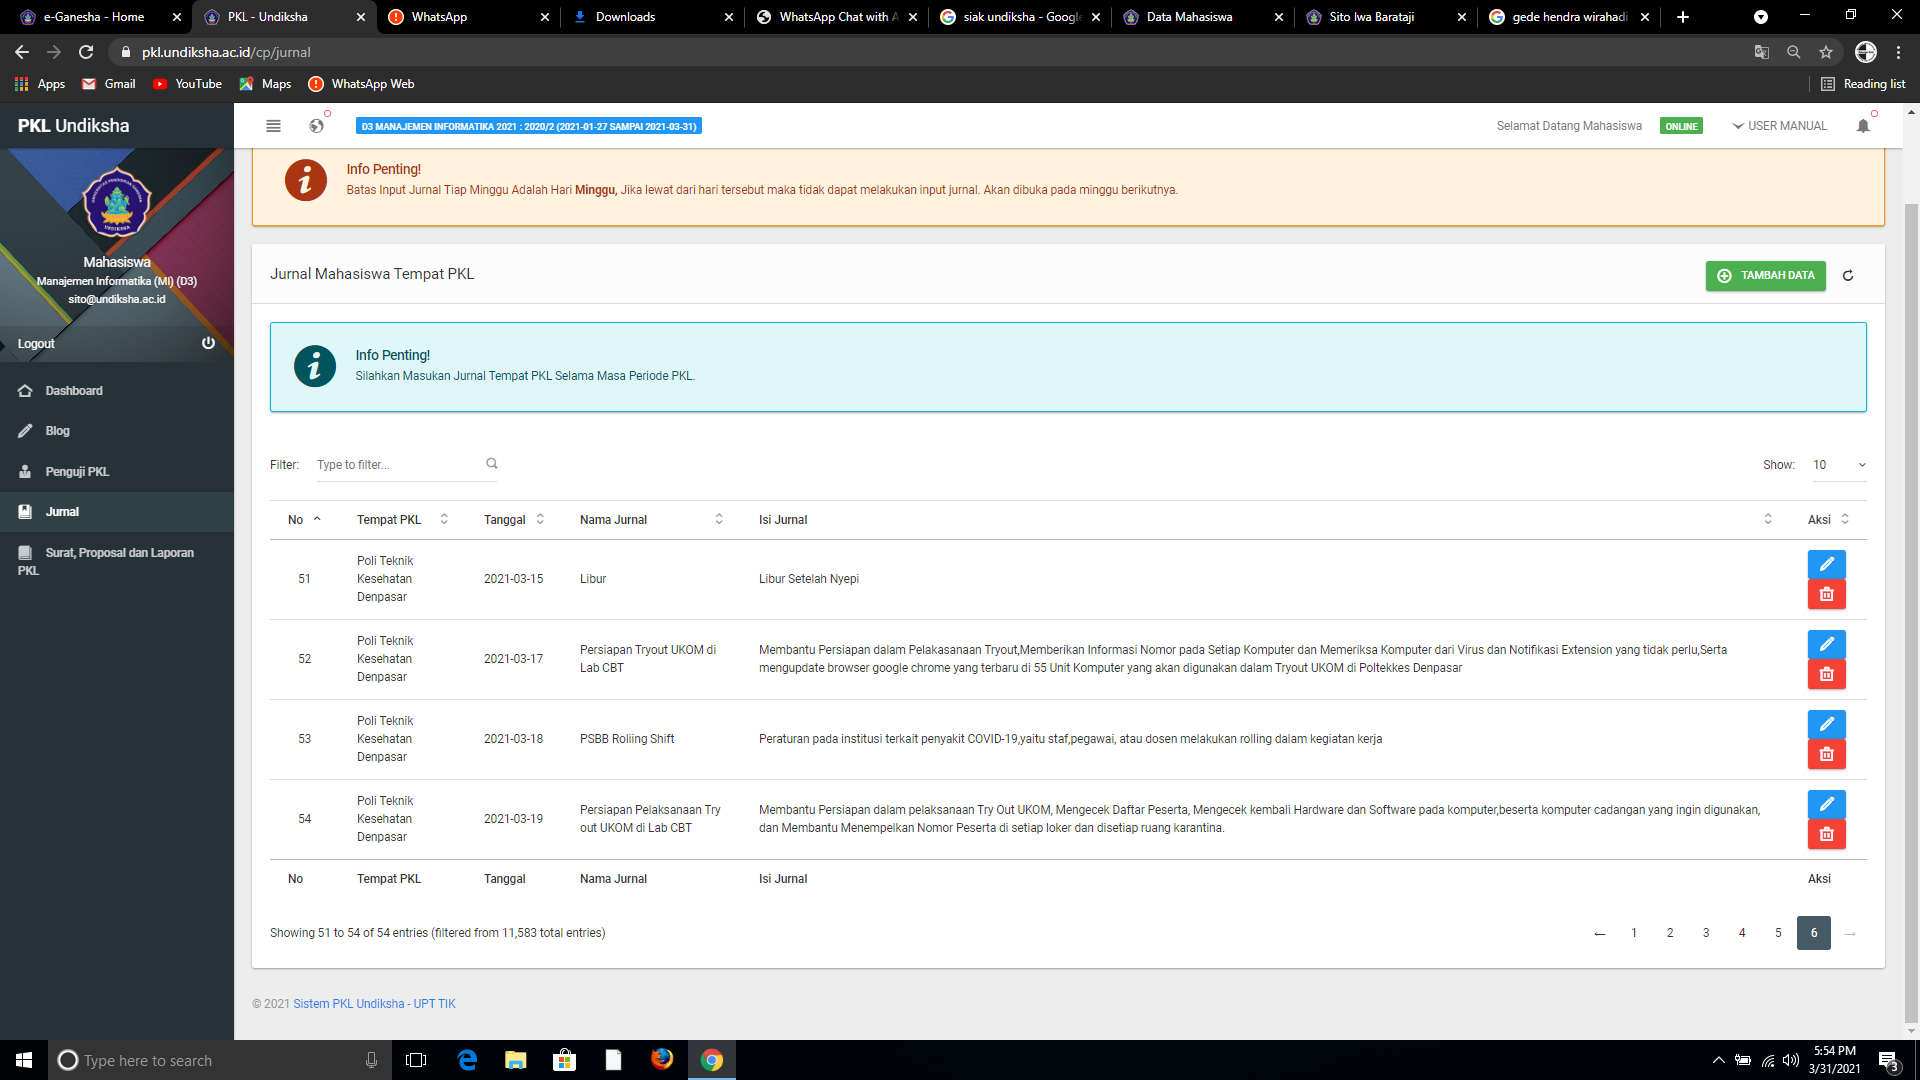 e-Ganesha - Home
PKL - Undiksha
WhatsApp
Downloads
WhatsApp Chat with A
siak undiksha - Google
Data Mahasiswa
Sito Iwa Barataji
gede hendra wirahadi
pkl.undiksha.ac.id/cp/jurnal
Apps
Gmail
YouTube
Maps
WhatsApp Web
Reading list
PKL Undiksha
D3 MANAJEMEN INFORMATIKA 2021 : 2020/2 (2021-01-27 SAMPAI 2021-03-31)
Selamat Datang Mahasiswa
ONLINE
USER MANUAL
Mahasiswa
Manajemen Informatika (MI) (D3)
sito@undiksha.ac.id
Logout
Dashboard
Blog
Penguji PKL
Jurnal
Surat, Proposal dan Laporan
PKL
Info Penting!
Batas Input Jurnal Tiap Minggu Adalah Hari Minggu, Jika lewat dari hari tersebut maka tidak dapat melakukan input jurnal. Akan dibuka pada minggu berikutnya.
Jurnal Mahasiswa Tempat PKL
TAMBAH DATA
Info Penting!
Silahkan Masukan Jurnal Tempat PKL Selama Masa Periode PKL.
Filter: Type to filter...
Show: 10
No Tempat PKL Tanggal Nama Jurnal Isi Jurnal Aksi
51 Poli Teknik Kesehatan Denpasar 2021-03-15 Libur Libur Setelah Nyepi
52 Poli Teknik Kesehatan Denpasar 2021-03-17 Persiapan Tryout UKOM di Lab CBT Membantu Persiapan dalam Pelakasanaan Tryout,Memberikan Informasi Nomor pada Setiap Komputer dan Memeriksa Komputer dari Virus dan Notifikasi Extension yang tidak perlu,Serta
mengupdate browser google chrome yang terbaru di 55 Unit Komputer yang akan digunakan dalam Tryout UKOM di Poltekkes Denpasar
53 Poli Teknik Kesehatan Denpasar 2021-03-18 PSBB Roliing Shift Peraturan pada institusi terkait penyakit COVID-19,yaitu staf,pegawai, atau dosen melakukan rolling dalam kegiatan kerja
54 Poli Teknik Kesehatan Denpasar 2021-03-19 Persiapan Pelaksanaan Try out UKOM di Lab CBT Membantu Persiapan dalam pelaksanaan Try Out UKOM, Mengecek Daftar Peserta, Mengecek kembali Hardware dan Software pada komputer,beserta komputer cadangan yang ingin digunakan,
dan Membantu Menempelkan Nomor Peserta di setiap loker dan disetiap ruang karantina.
No Tempat PKL Tanggal Nama Jurnal Isi Jurnal Aksi
Showing 51 to 54 of 54 entries (filtered from 11,583 total entries)
← 1 2 3 4 5 6 →
© 2021 Sistem PKL Undiksha - UPT TIK
Type here to search
5:54 PM
3/31/2021
3